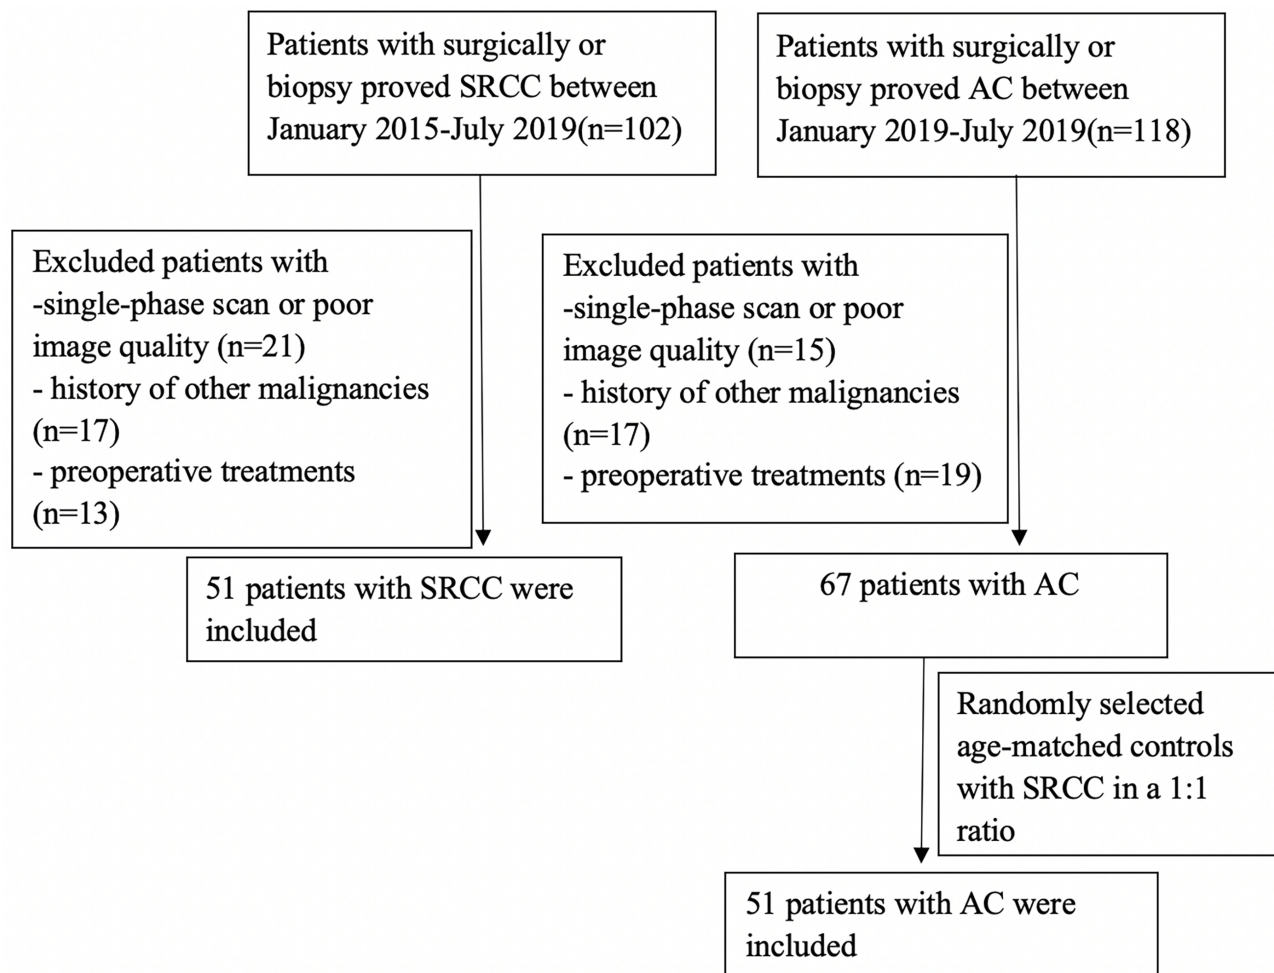 Patients with surgically or
biopsy proved SRCC between
January 2015-July 2019(n=102)
Patients with surgically or
biopsy proved AC between
January 2019-July 2019(n=118)
Excluded patients with
-single-phase scan or poor
image quality (n=21)
- history of other malignancies
(n=17)
- preoperative treatments
(n=13)
Excluded patients with
-single-phase scan or poor
image quality (n=15)
- history of other malignancies
(n=17)
- preoperative treatments (n=19)
51 patients with SRCC were
included
67 patients with AC
Randomly selected
age-matched controls
with SRCC in a 1:1
ratio
51 patients with AC were
included